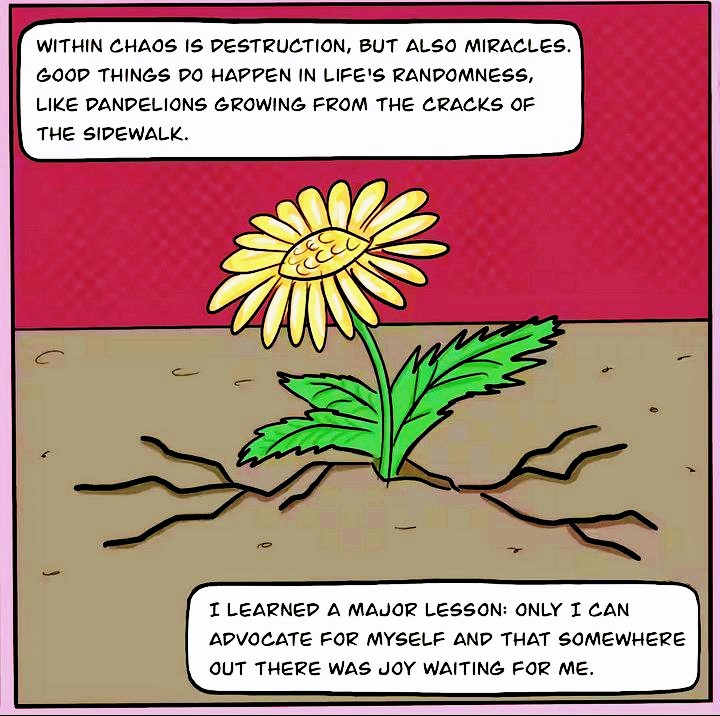 WITHIN CHAOS IS DESTRUCTION, BUT ALSO MIRACLES.
GOOD THINGS DO HAPPEN IN LIFE'S RANDOMNESS,
LIKE DANDELIONS GROWING FROM THE CRACKS OF
THE SIDEWALK.
I LEARNED A MAJOR LESSON: ONLY I CAN
ADVOCATE FOR MYSELF AND THAT SOMEWHERE
OUT THERE WAS JOY WAITING FOR ME.